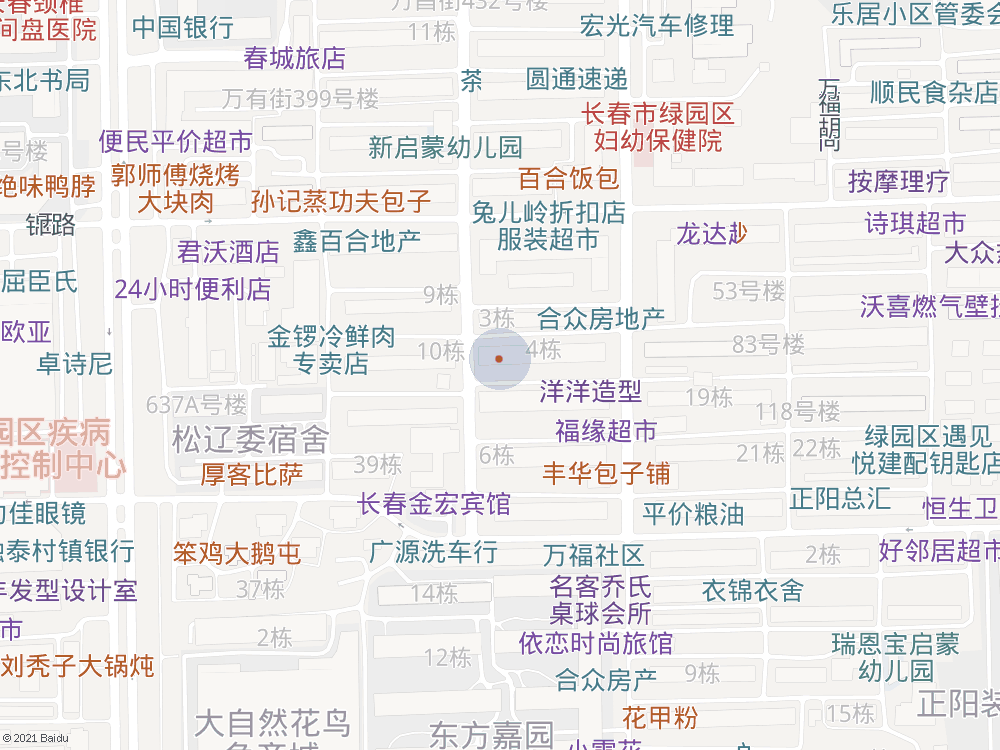 长春颈椎
间盘医院
中国银行
万昌街432号楼
11栋
宏光汽车修理
乐居小区管委会
春城旅店
东北书局
茶
圆通速递
万有街399号楼
万福胡同
顺民食杂店
长春市绿园区
妇幼保健院
便民平价超市
号楼
新启蒙幼儿园
郭师傅烧烤
大块肉
绝味鸭脖
孙记蒸功夫包子
百合饭包
按摩理疗
兔儿岭折扣店
服装超市
龙达
诗琪超市
君沃酒店
鑫百合地产
大众
屈臣氏
24小时便利店
9栋
53号楼
沃喜燃气壁挂
3栋
合众房地产
欧亚
金锣冷鲜肉
专卖店
10栋
4栋
83号楼
卓诗尼
洋洋造型
19栋
637A号楼
118号楼
松辽委宿舍
福缘超市
园区疾病
控制中心
绿园区遇见
悦建配钥匙店
21栋
22栋
39栋
6栋
厚客比萨
丰华包子铺
长春金宏宾馆
平价粮油
正阳总汇
恒生卫
佳眼镜
融泰村镇银行
笨鸡大鹅屯
广源洗车行
万福社区
2栋
好邻居超市
发型设计室
37栋
14栋
名客乔氏
桌球会所
衣锦衣舍
市
2栋
依恋时尚旅馆
瑞恩宝启蒙
幼儿园
刘秃子大锅炖
12栋
合众房产
9栋
大自然花鸟
鱼商城
东方嘉园
花甲粉
15栋
正阳装
小雪花
© 2021 Baidu